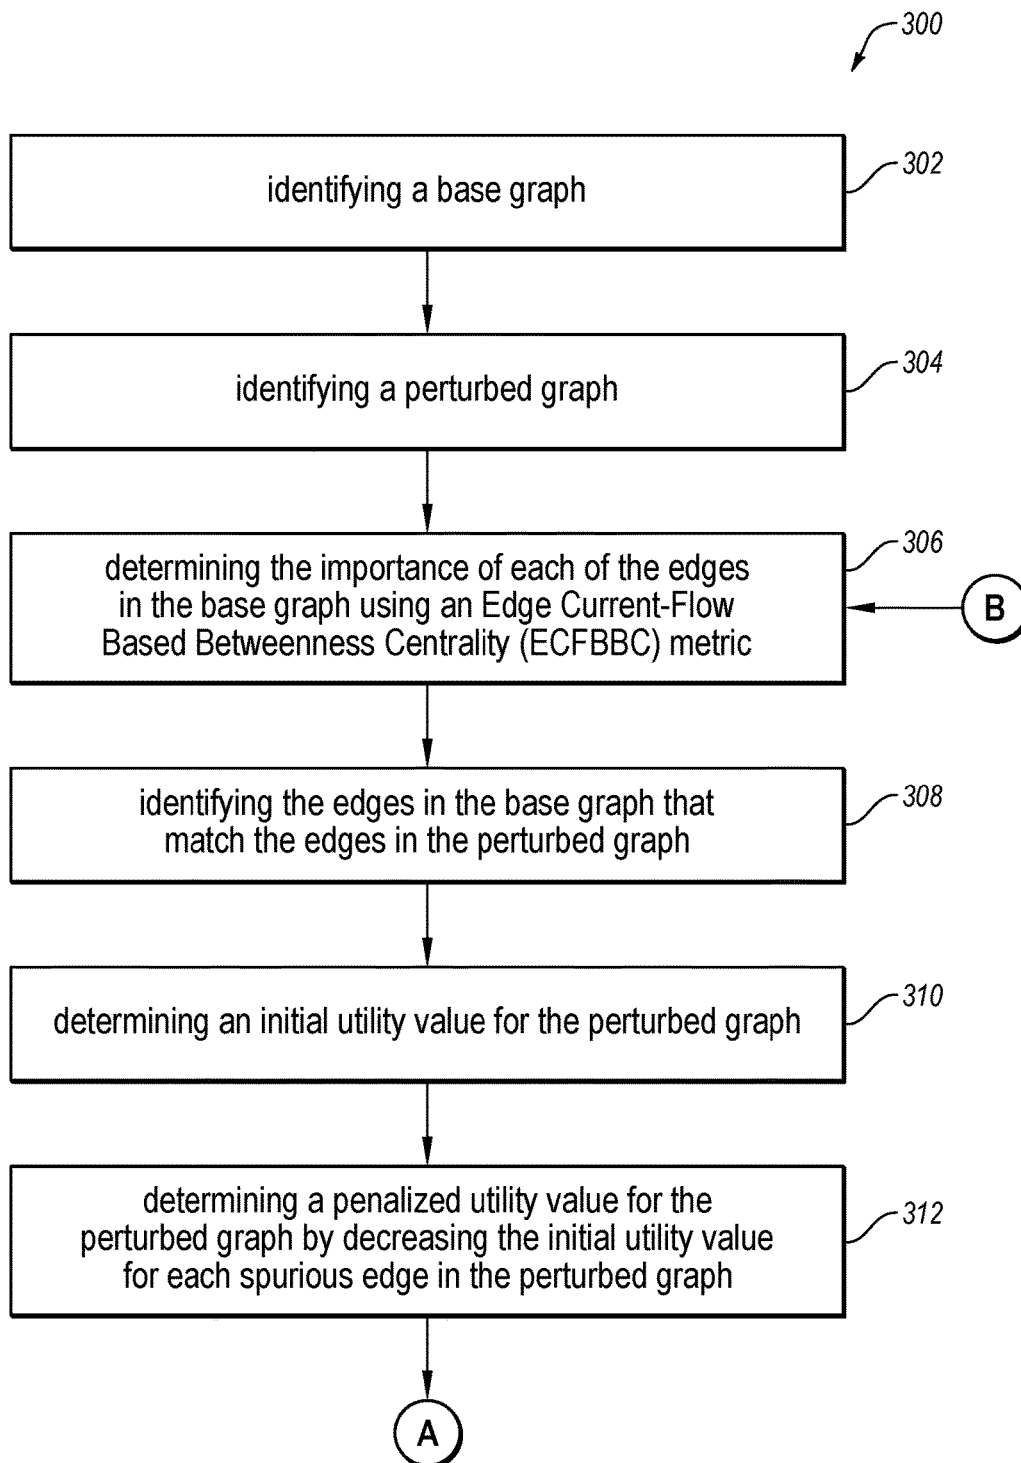 300
302
identifying a base graph
304
identifying a perturbed graph
306
determining the importance of each of the edges
in the base graph using an Edge Current-Flow
Based Betweenness Centrality (ECFBBC) metric
B
308
identifying the edges in the base graph that
match the edges in the perturbed graph
310
determining an initial utility value for the perturbed graph
312
determining a penalized utility value for the
perturbed graph by decreasing the initial utility value
for each spurious edge in the perturbed graph
A